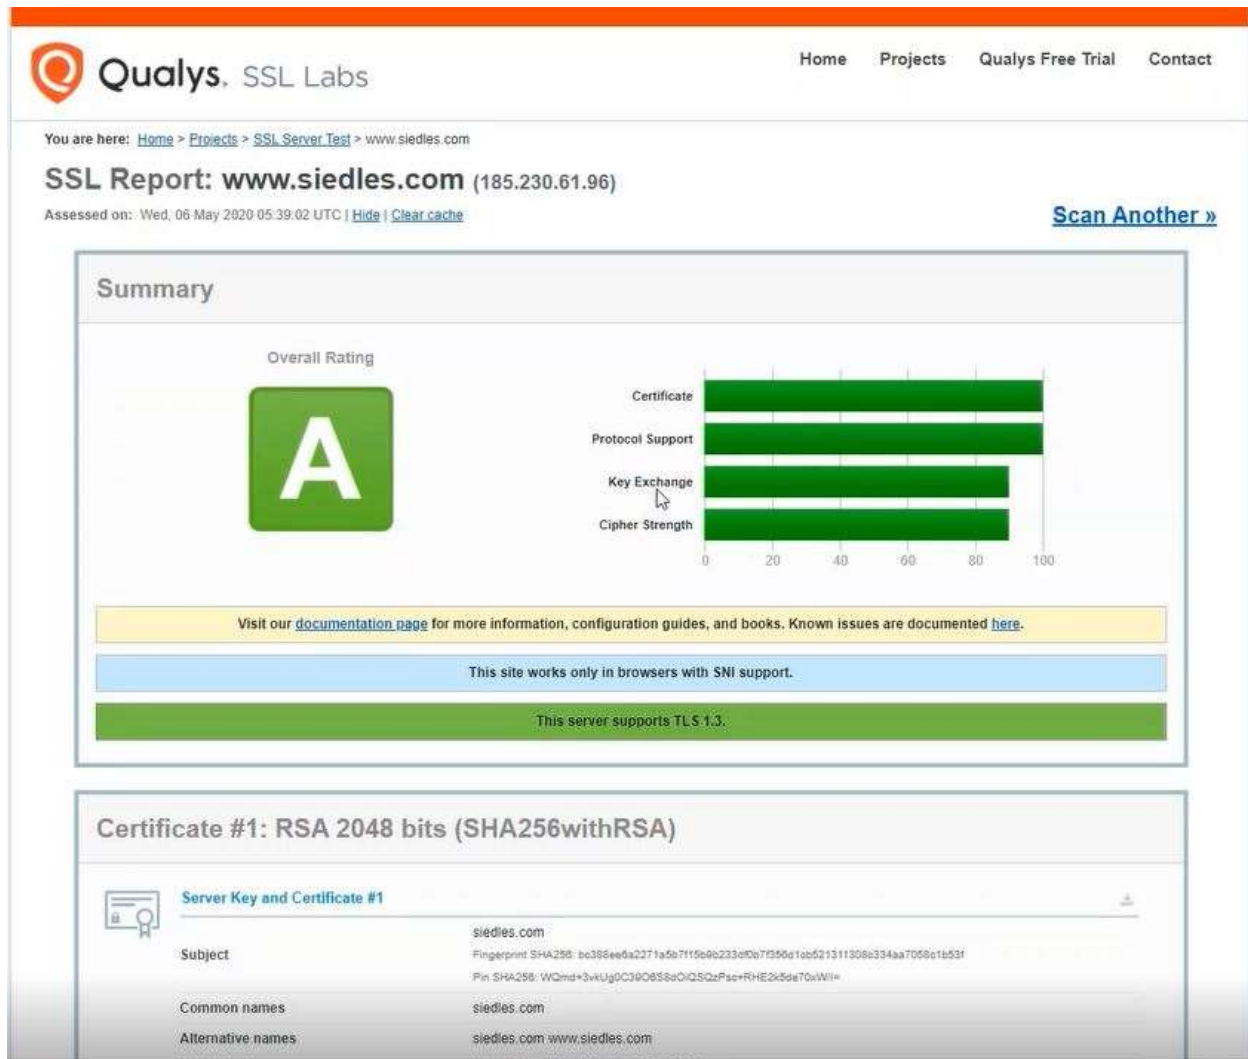 Qualys. SSL Labs
Home Projects Qualys Free Trial Contact
You are here: Home > Projects > SSL Server Test > www.siedles.com
SSL Report: www.siedles.com (185.230.61.96)
Assessed on: Wed, 06 May 2020 05:39:02 UTC | Hide | Clear cache
Scan Another »
Summary
Overall Rating
A
Certificate
Protocol Support
Key Exchange
Cipher Strength
0 20 40 60 80 100
Visit our documentation page for more information, configuration guides, and books. Known issues are documented here.
This site works only in browsers with SNI support.
This server supports TLS 1.3.
Certificate #1: RSA 2048 bits (SHA256withRSA)
Server Key and Certificate #1
Subject
siedles.com
Fingerprint SHA256:
Pin SHA256:
Common names siedles.com
Alternative names siedles.com www.siedles.com